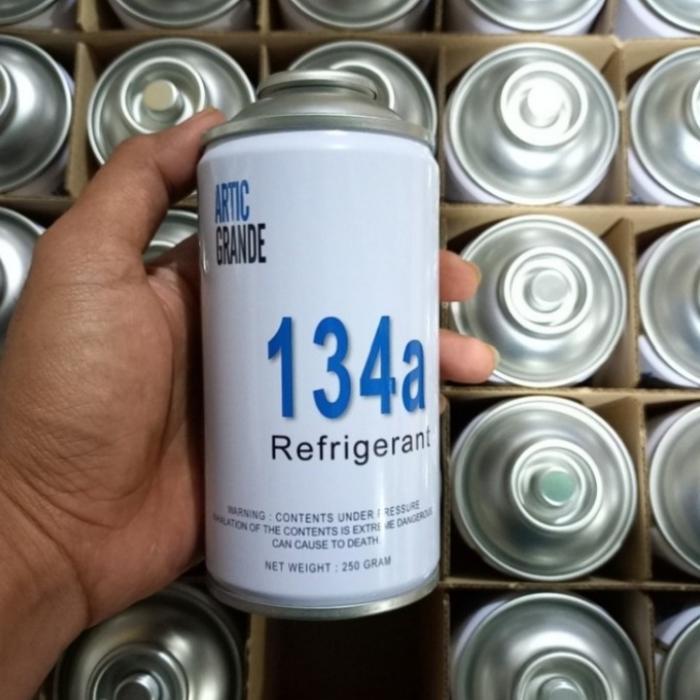 ARTIC
GRANDE
134a
Refrigerant
WARNING : CONTENTS UNDER PRESSURE
INHALATION OF THE CONTENTS IS EXTREME DANGEROUS
CAN CAUSE TO DEATH.
NET WEIGHT : 250 GRAM